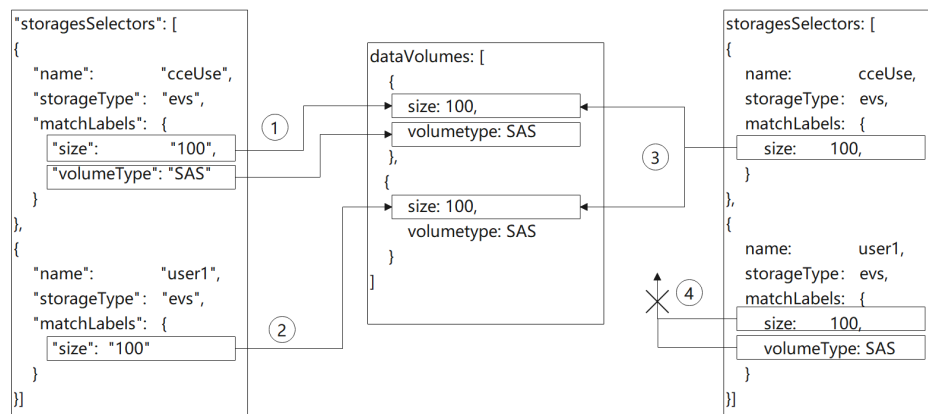 "storagesSelectors": [
{
"name": "cceUse",
"storageType": "evs",
"matchLabels": {
"size": "100",
"volumeType": "SAS"
}
},
{
"name": "user1",
"storageType": "evs",
"matchLabels": {
"size": "100"
}
}]
1
2
dataVolumes: [
{
size: 100,
volumetype: SAS
},
{
size: 100,
volumetype: SAS
}
]
3
4
storagesSelectors: [
{
name: cceUse,
storageType: evs,
matchLabels: {
size: 100,
}
},
{
name: user1,
storageType: evs,
matchLabels: {
size: 100,
volumeType: SAS
}
}]